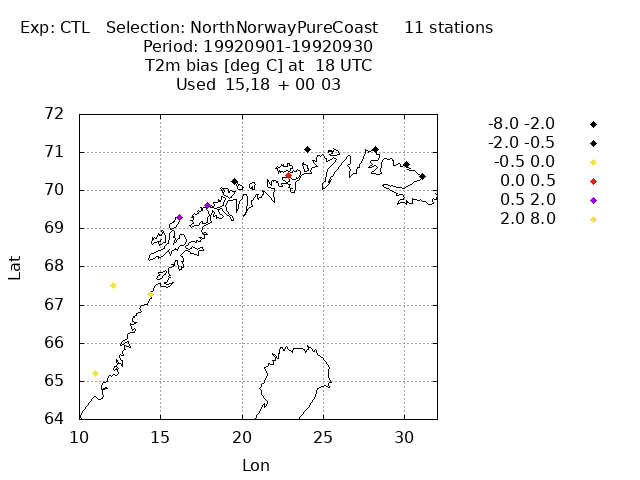 Exp: CTL Selection: NorthNorwayPureCoast 11 stations
Period: 19920901-19920930
T2m bias [deg C] at 18 UTC
Used 15,18 + 00 03
-8.0 -2.0
-2.0 -0.5
-0.5 0.0
0.0 0.5
0.5 2.0
2.0 8.0
72
71
70
69
68
67
66
65
64
Lat
10 15 20 25 30
Lon